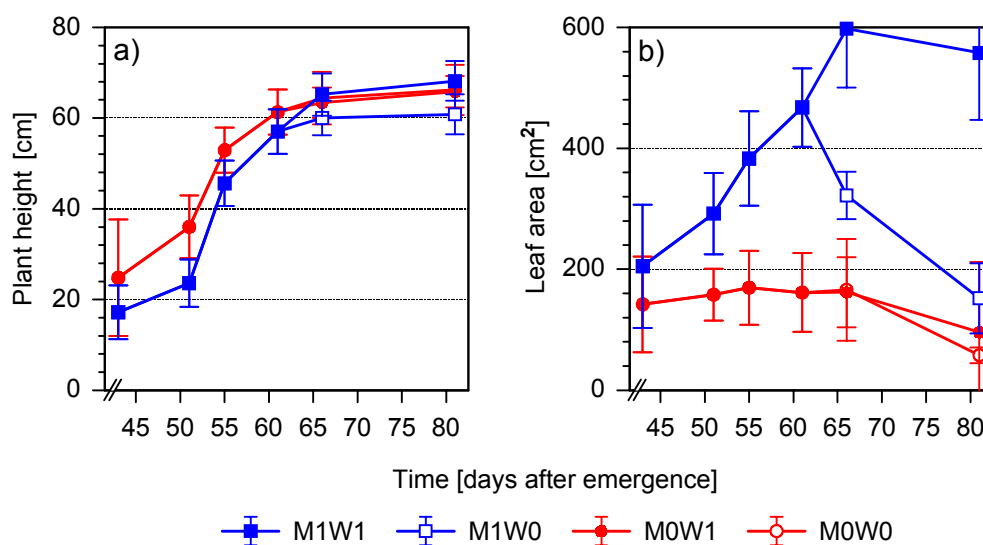 a)
Plant height [cm]
80
60
40
20
0
45 50 55 60 65 70 75 80
b)
Leaf area [cm²]
600
400
200
0
45 50 55 60 65 70 75 80
Time [days after emergence]
M1W1 M1W0 M0W1 M0W0